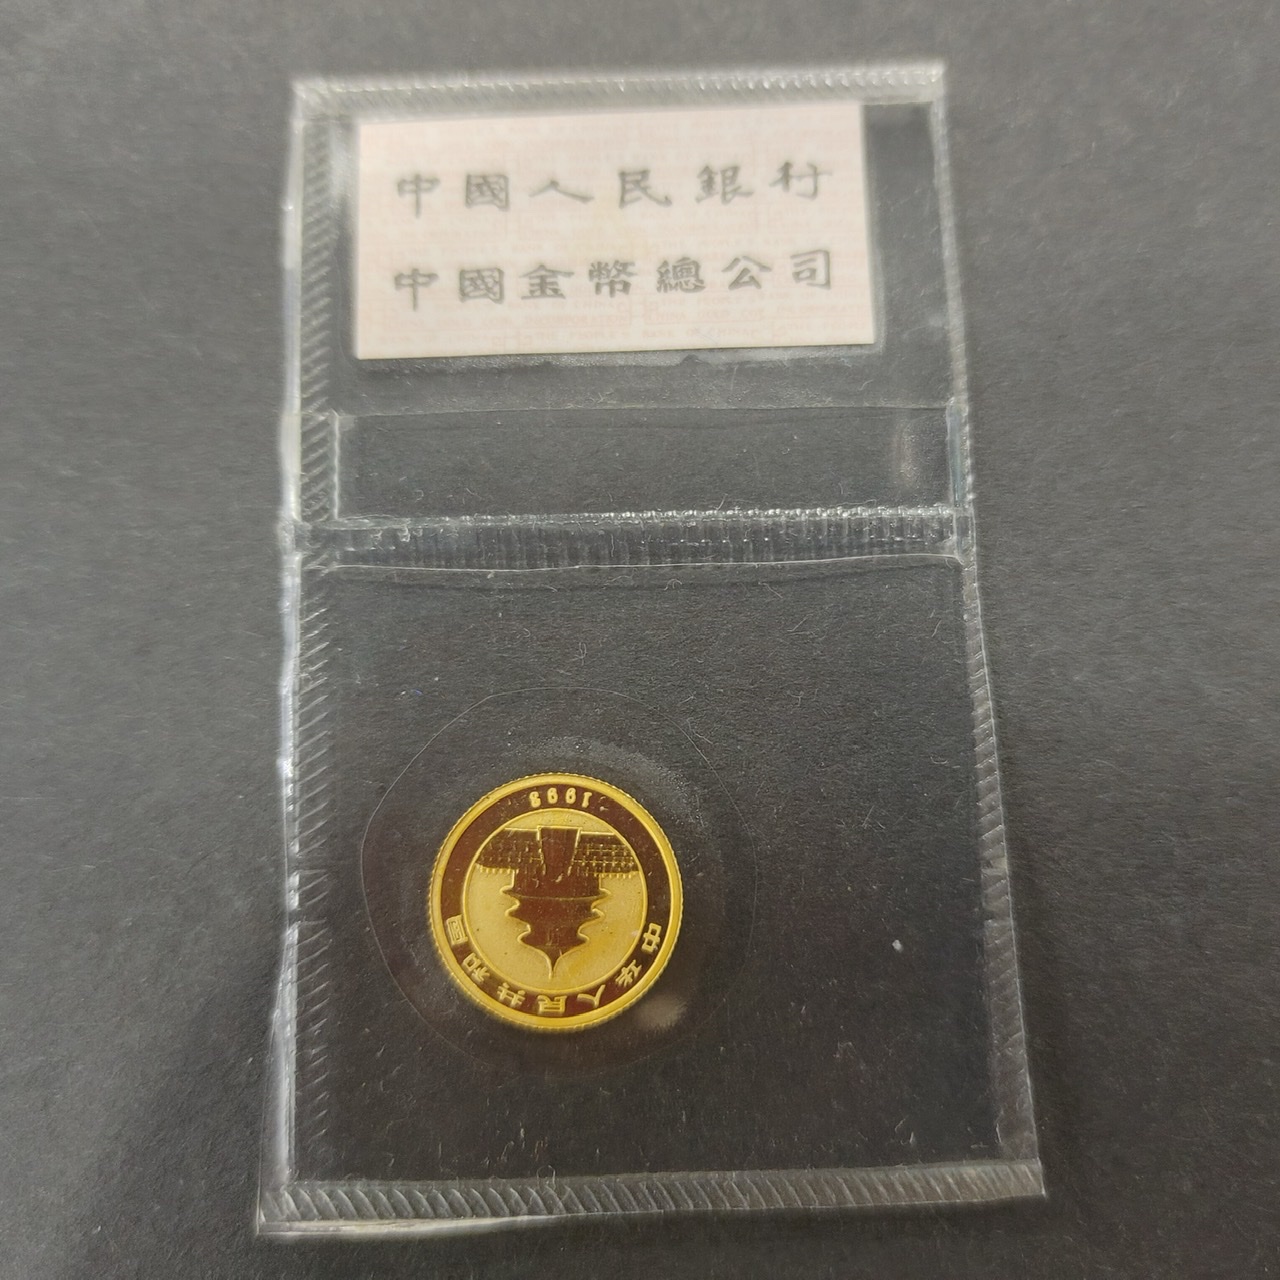 中國人民銀行
中國金幣總公司
中华人民共和国
1998